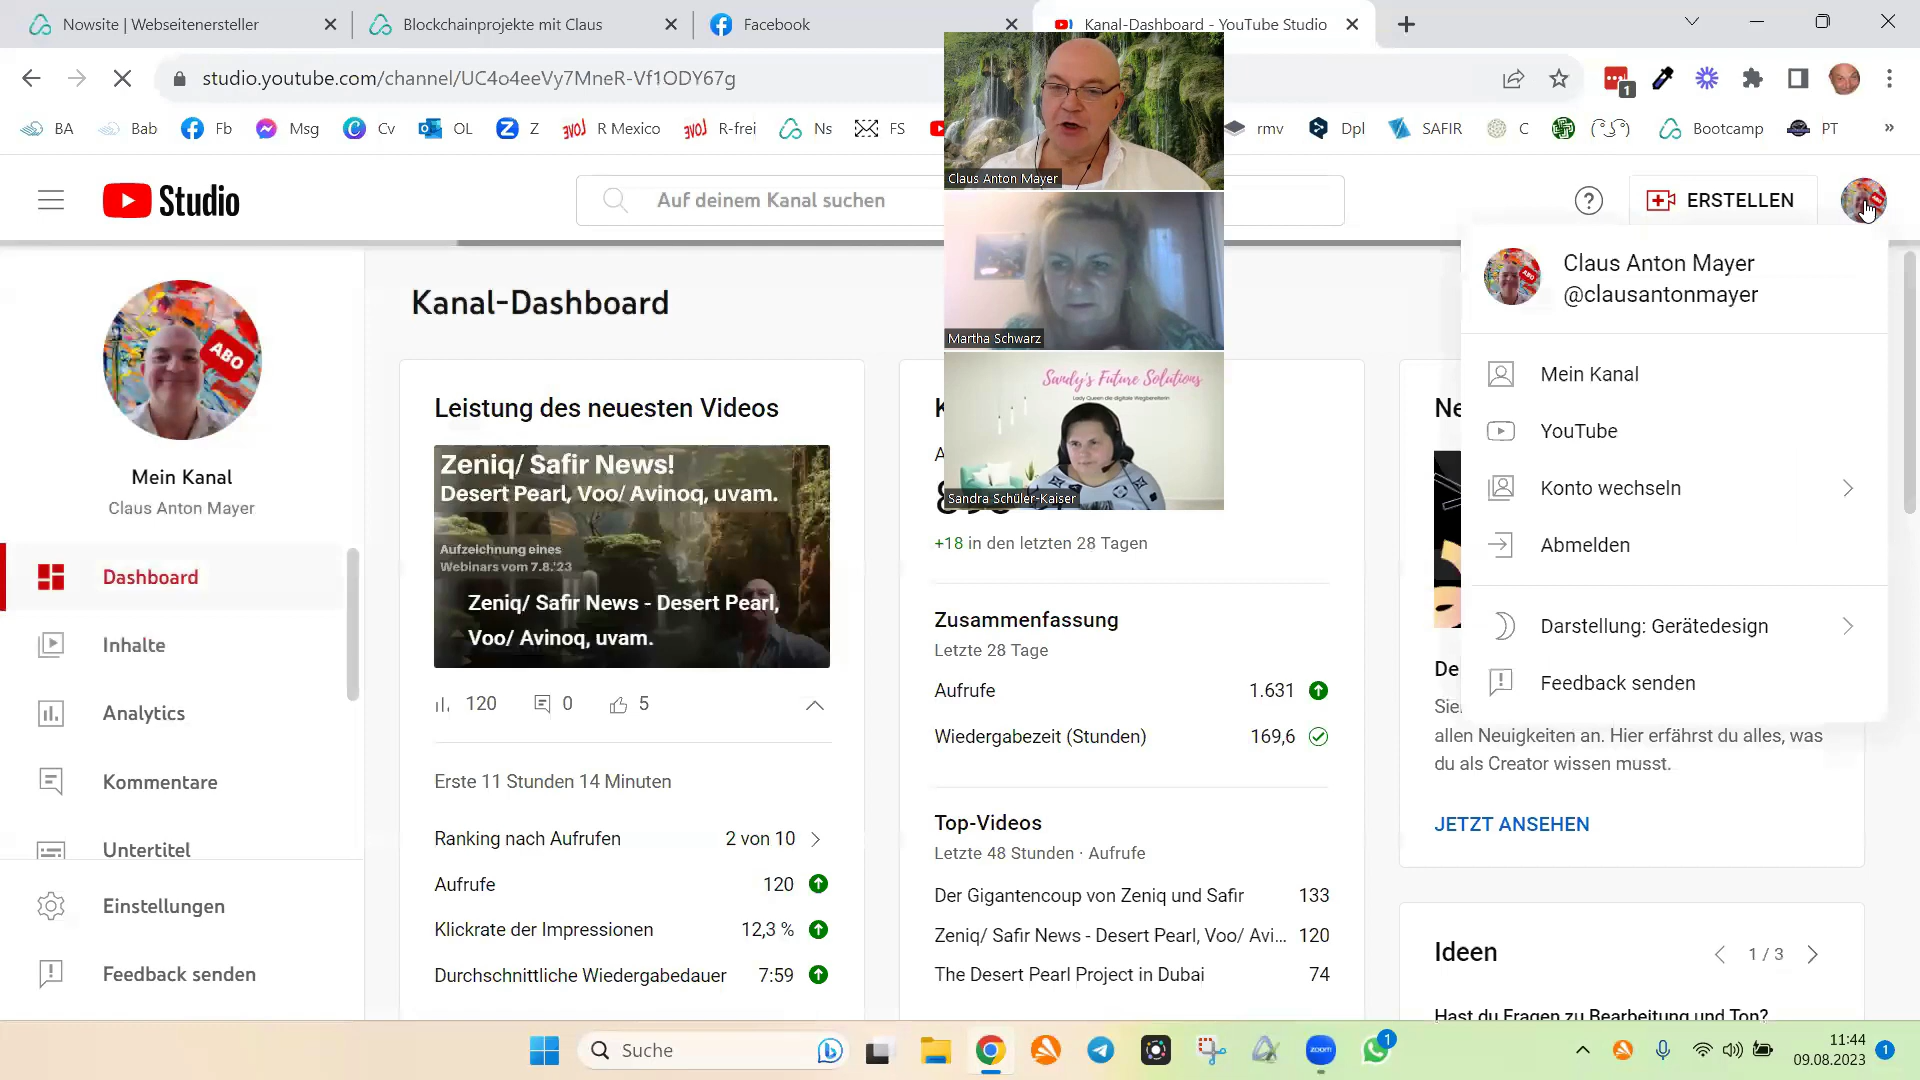 Nowsite | Webseitenersteller
Blockchainprojekte mit Claus
Facebook
Kanal-Dashboard - YouTube Studio
studio.youtube.com/channel/UC4o4eeVy7MneR-Vf1ODY67g
1
BA
Bab
Fb
Msg
Cv
OL
Z
R Mexico
R-frei
Ns
FS
rmv
Dpl
SAFIR
C
( ͡° ͜ʖ ͡°)
Bootcamp
PT
»
Studio
Auf deinem Kanal suchen
ERSTELLEN
Claus Anton Mayer
Martha Schwarz
Sandy's Future Solutions
Lady Queen die digitale Wegbereiterin
Sandra Schüler-Kaiser
ABO
Mein Kanal
Claus Anton Mayer
Dashboard
Inhalte
Analytics
Kommentare
Untertitel
Einstellungen
Feedback senden
Kanal-Dashboard
Leistung des neuesten Videos
Zeniq/ Safir News!
Desert Pearl, Voo/ Avinoq, uvam.
Aufzeichnung eines
Webinars vom 7.8.'23
Zeniq/ Safir News - Desert Pearl,
Voo/ Avinoq, uvam.
120
0
5
Erste 11 Stunden 14 Minuten
Ranking nach Aufrufen 2 von 10
Aufrufe 120
Klickrate der Impressionen 12,3 %
Durchschnittliche Wiedergabedauer 7:59
+18 in den letzten 28 Tagen
Zusammenfassung
Letzte 28 Tage
Aufrufe 1.631
Wiedergabezeit (Stunden) 169,6
Top-Videos
Letzte 48 Stunden · Aufrufe
Der Gigantencoup von Zeniq und Safir 133
Zeniq/ Safir News - Desert Pearl, Voo/ Avi... 120
The Desert Pearl Project in Dubai 74
Claus Anton Mayer
@clausantonmayer
Mein Kanal
YouTube
Konto wechseln
Abmelden
Darstellung: Gerätedesign
Feedback senden
allen Neuigkeiten an. Hier erfährst du alles, was
du als Creator wissen musst.
JETZT ANSEHEN
Ideen
1 / 3
Hast du Fragen zu Bearbeitung und Ton?
Suche
zoom
1
11:44
09.08.2023
1